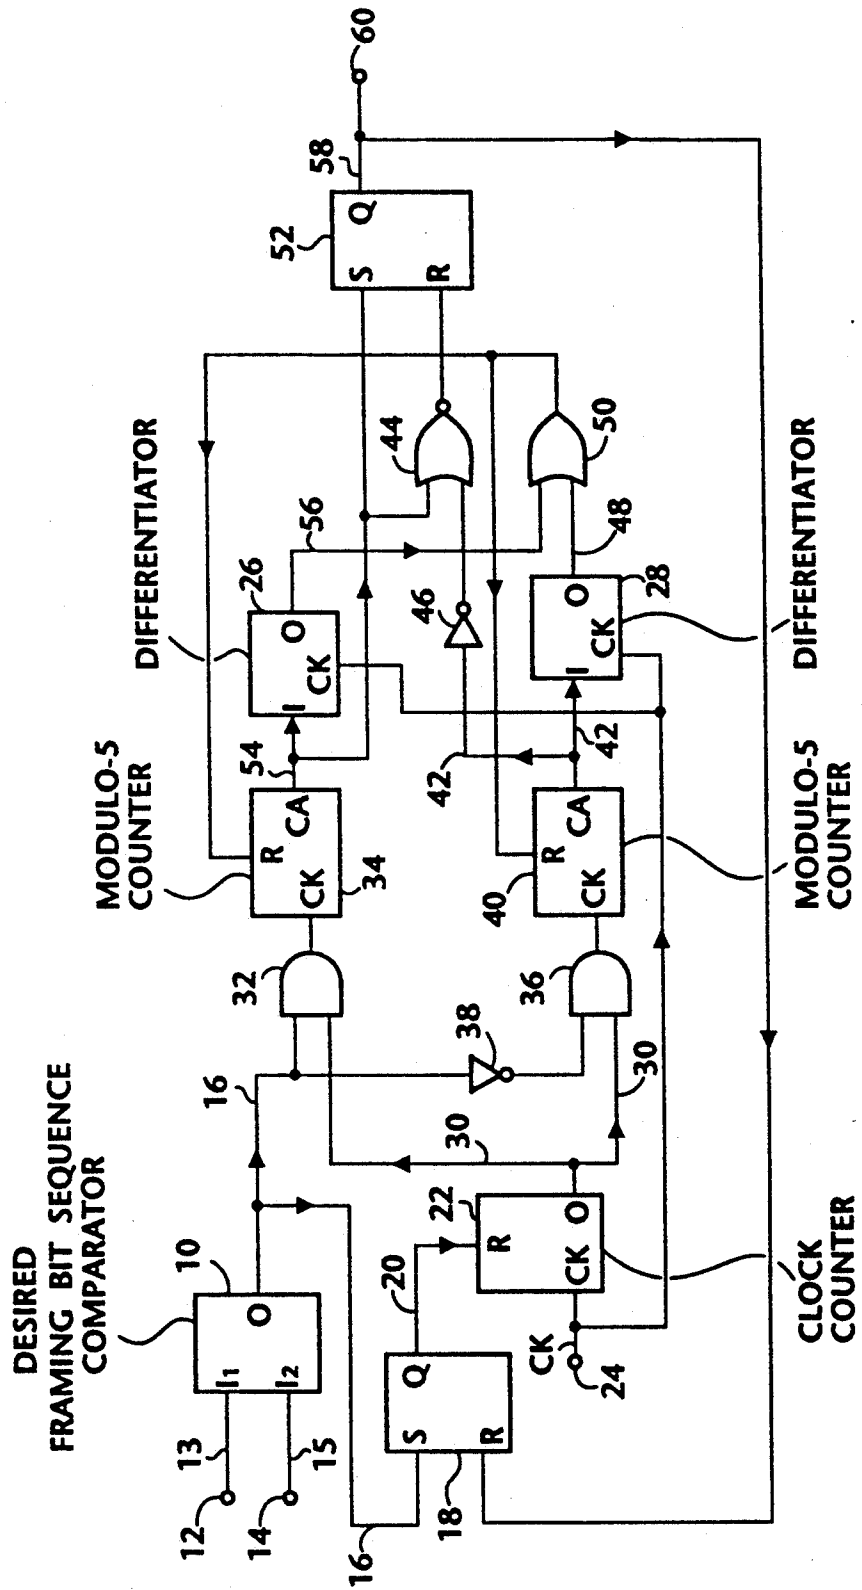 DESIRED
FRAMING BIT SEQUENCE
COMPARATOR
MODULO-5
COUNTER
DIFFERENTIATOR
12
13
I1
14
15
I2
10
O
16
16
32
R
CK
CA
34
54
26
I
O
CK
56
52
S
R
Q
58
60
44
42
46
18
S
R
Q
20
22
R
CK
O
CK
24
30
30
38
36
40
R
CK
CA
42
I
O
CK
28
48
50
CLOCK
COUNTER
MODULO-5
COUNTER
DIFFERENTIATOR